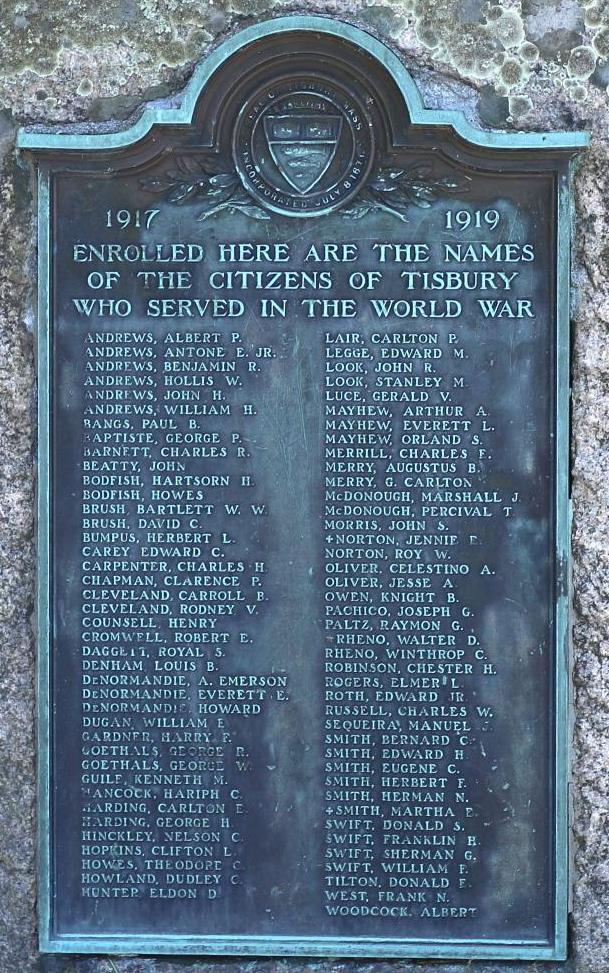 INCORPORATED JULY 8 1671
1917
1919
ENROLLED HERE ARE THE NAMES
OF THE CITIZENS OF TISBURY
WHO SERVED IN THE WORLD WAR
ANDREWS, ALBERT P.
ANDREWS, ANTONE E. JR.
ANDREWS, BENJAMIN R.
ANDREWS, HOLLIS W.
ANDREWS, JOHN H.
ANDREWS, WILLIAM H.
BANGS, PAUL B.
BAPTISTE, GEORGE P.
BARNETT, CHARLES R.
BEATTY, JOHN
BODFISH, HARTSORN H.
BODFISH, HOWES
BRUSH, BARTLETT W. W.
BRUSH, DAVID C.
BUMPUS, HERBERT L.
CAREY, EDWARD C.
CARPENTER, CHARLES H.
CHAPMAN, CLARENCE P.
CLEVELAND, CARROLL B.
CLEVELAND, RODNEY V.
COUNSELL, HENRY
CROMWELL, ROBERT E.
DAGGETT, ROYAL S.
DENHAM, LOUIS B.
DENORMANDIE, A. EMERSON
DENORMANDIE, EVERETT E.
DENORMANDIE, HOWARD
DUGAN, WILLIAM E.
GARDNER, HARRY P.
GOETHALS, GEORGE R.
GOETHALS, GEORGE W.
GUILF, KENNETH M.
HANCOCK, HARIPH C.
HARDING, CARLTON E.
HARDING, GEORGE H.
HINCKLEY, NELSON C.
HOPKINS, CLIFTON L.
HOWES, THEODORE C.
HOWLAND, DUDLEY C.
HUNTER, ELDON D.
LAIR, CARLTON P.
LEGGE, EDWARD M.
LOOK, JOHN R.
LOOK, STANLEY M.
LUCE, GERALD V.
MAYHEW, ARTHUR A.
MAYHEW, EVERETT L.
MAYHEW, ORLAND S.
MERRILL, CHARLES F.
MERRY, AUGUSTUS B.
MERRY, G. CARLTON
McDONOUGH, MARSHALL J.
McDONOUGH, PERCIVAL T.
MORRIS, JOHN S.
+NORTON, JENNIE E.
NORTON, ROY W.
OLIVER, CELESTINO A.
OLIVER, JESSE A.
OWEN, KNIGHT B.
PACHICO, JOSEPH G.
PALTZ, RAYMON G.
+RHENO, WALTER D.
RHENO, WINTHROP C.
ROBINSON, CHESTER H.
ROGERS, ELMER L.
ROTH, EDWARD JR.
RUSSELL, CHARLES W.
SEQUEIRA, MANUEL J.
SMITH, BERNARD C.
SMITH, EDWARD H.
SMITH, EUGENE C.
SMITH, HERBERT F.
SMITH, HERMAN N.
+SMITH, MARTHA E.
SWIFT, DONALD S.
SWIFT, FRANKLIN H.
SWIFT, SHERMAN G.
SWIFT, WILLIAM F.
TILTON, DONALD E.
WEST, FRANK N.
WOODCOCK, ALBERT